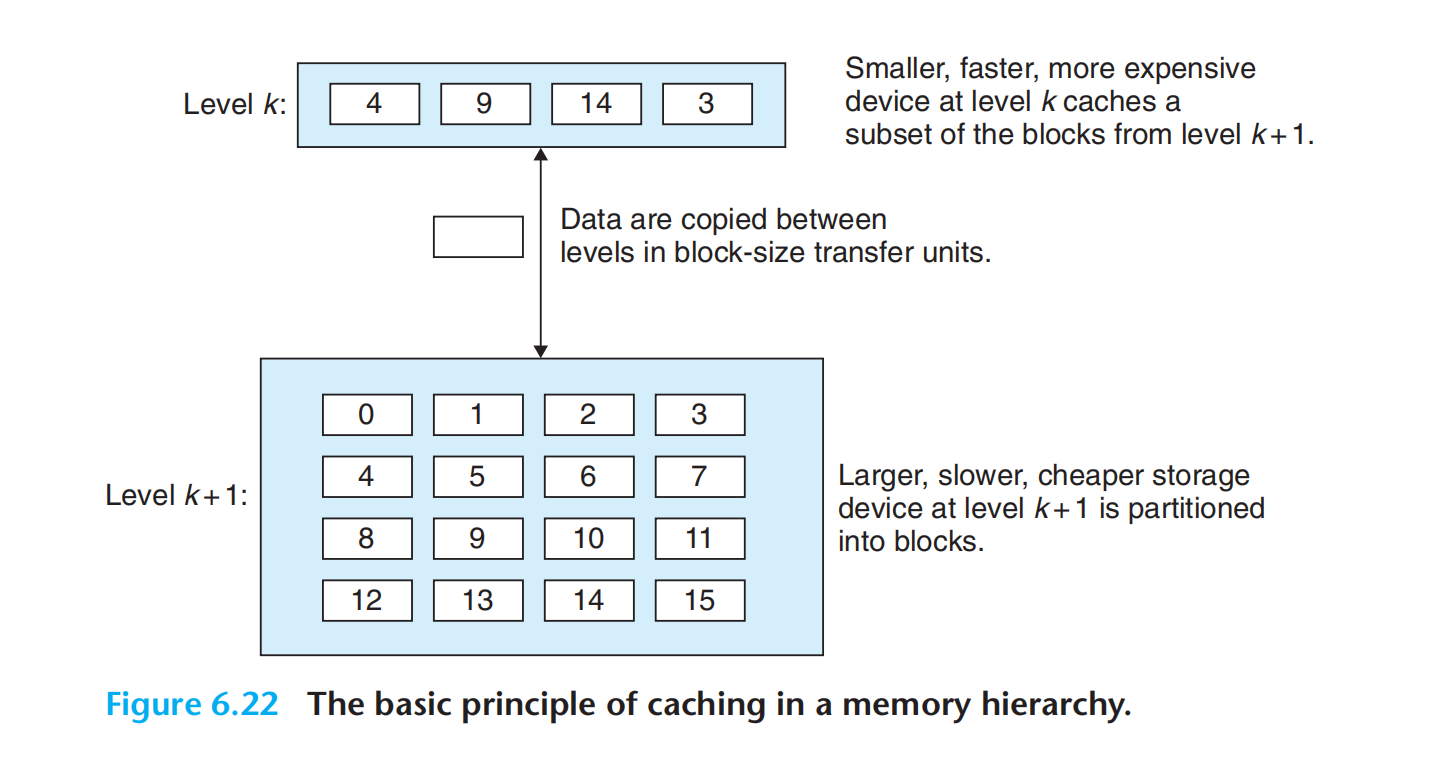 Level k:
4 9 14 3
Smaller, faster, more expensive
device at level k caches a
subset of the blocks from level k+1.
Data are copied between
levels in block-size transfer units.
Level k+1:
0 1 2 3
4 5 6 7
8 9 10 11
12 13 14 15
Larger, slower, cheaper storage
device at level k+1 is partitioned
into blocks.
Figure 6.22 The basic principle of caching in a memory hierarchy.